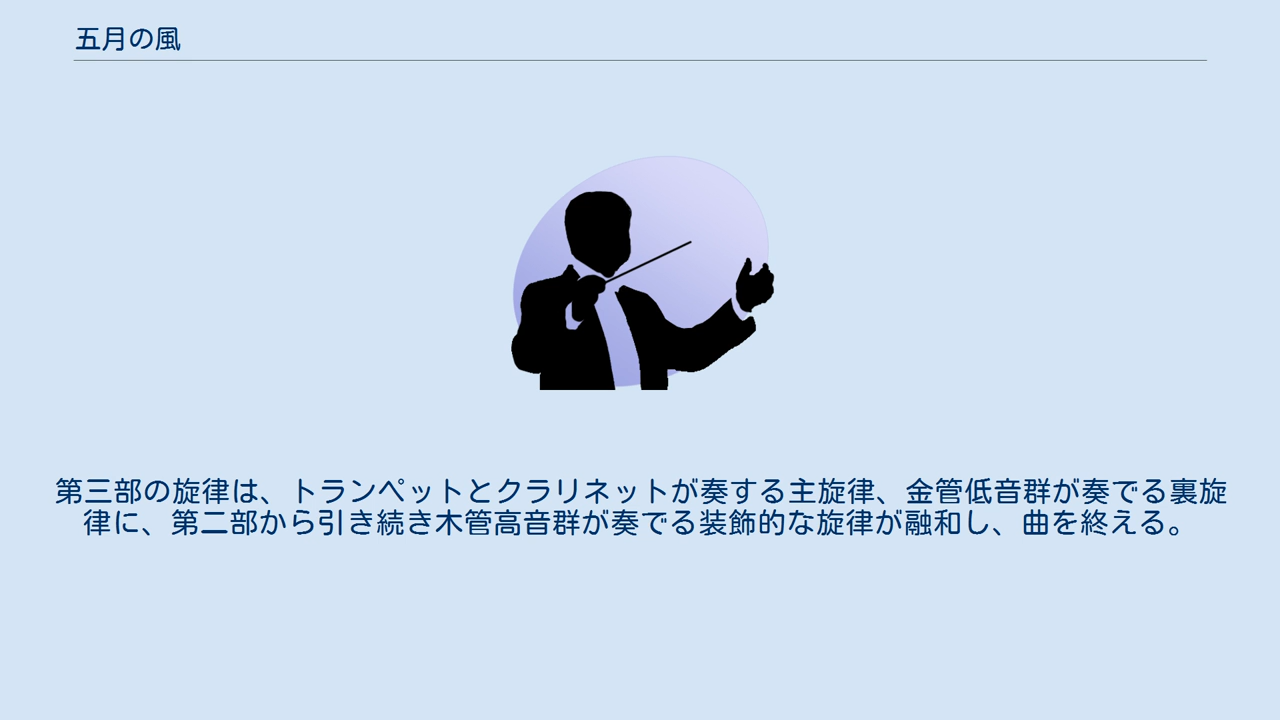 五月の風
第三部の旋律は、トランペットとクラリネットが奏する主旋律、金管低音群が奏でる裏旋
律に、第二部から引き続き木管高音群が奏でる装飾的な旋律が融和し、曲を終える。